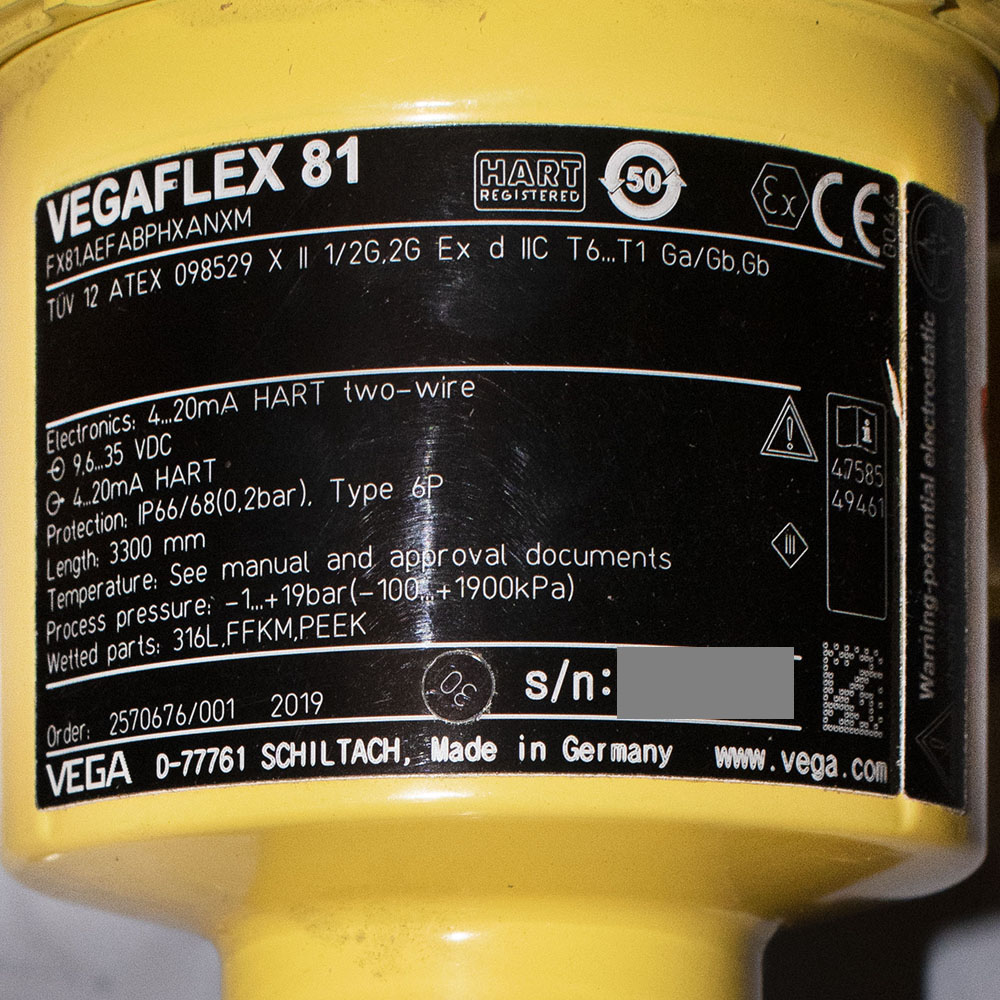 VEGAFLEX 81
FX81.AEFABPHXANXM
HART
REGISTERED
50
Ex
CE
0044
TÜV 12 ATEX 098529 X II 1/2G,2G Ex d IIC T6...T1 Ga/Gb,Gb
Electronics: 4...20mA HART two-wire
9,6...35 VDC
4...20mA HART
Protection: IP66/68(0,2bar), Type 6P
Length: 3300 mm
Temperature: See manual and approval documents
Process pressure: -1...+19bar(-100...+1900kPa)
Wetted parts: 316L,FFKM,PEEK
i
47585
49461
III
Order: 2570676/001 2019
30
s/n:
VEGA D-77761 SCHILTACH, Made in Germany www.vega.com
Warning-potential electrostatic